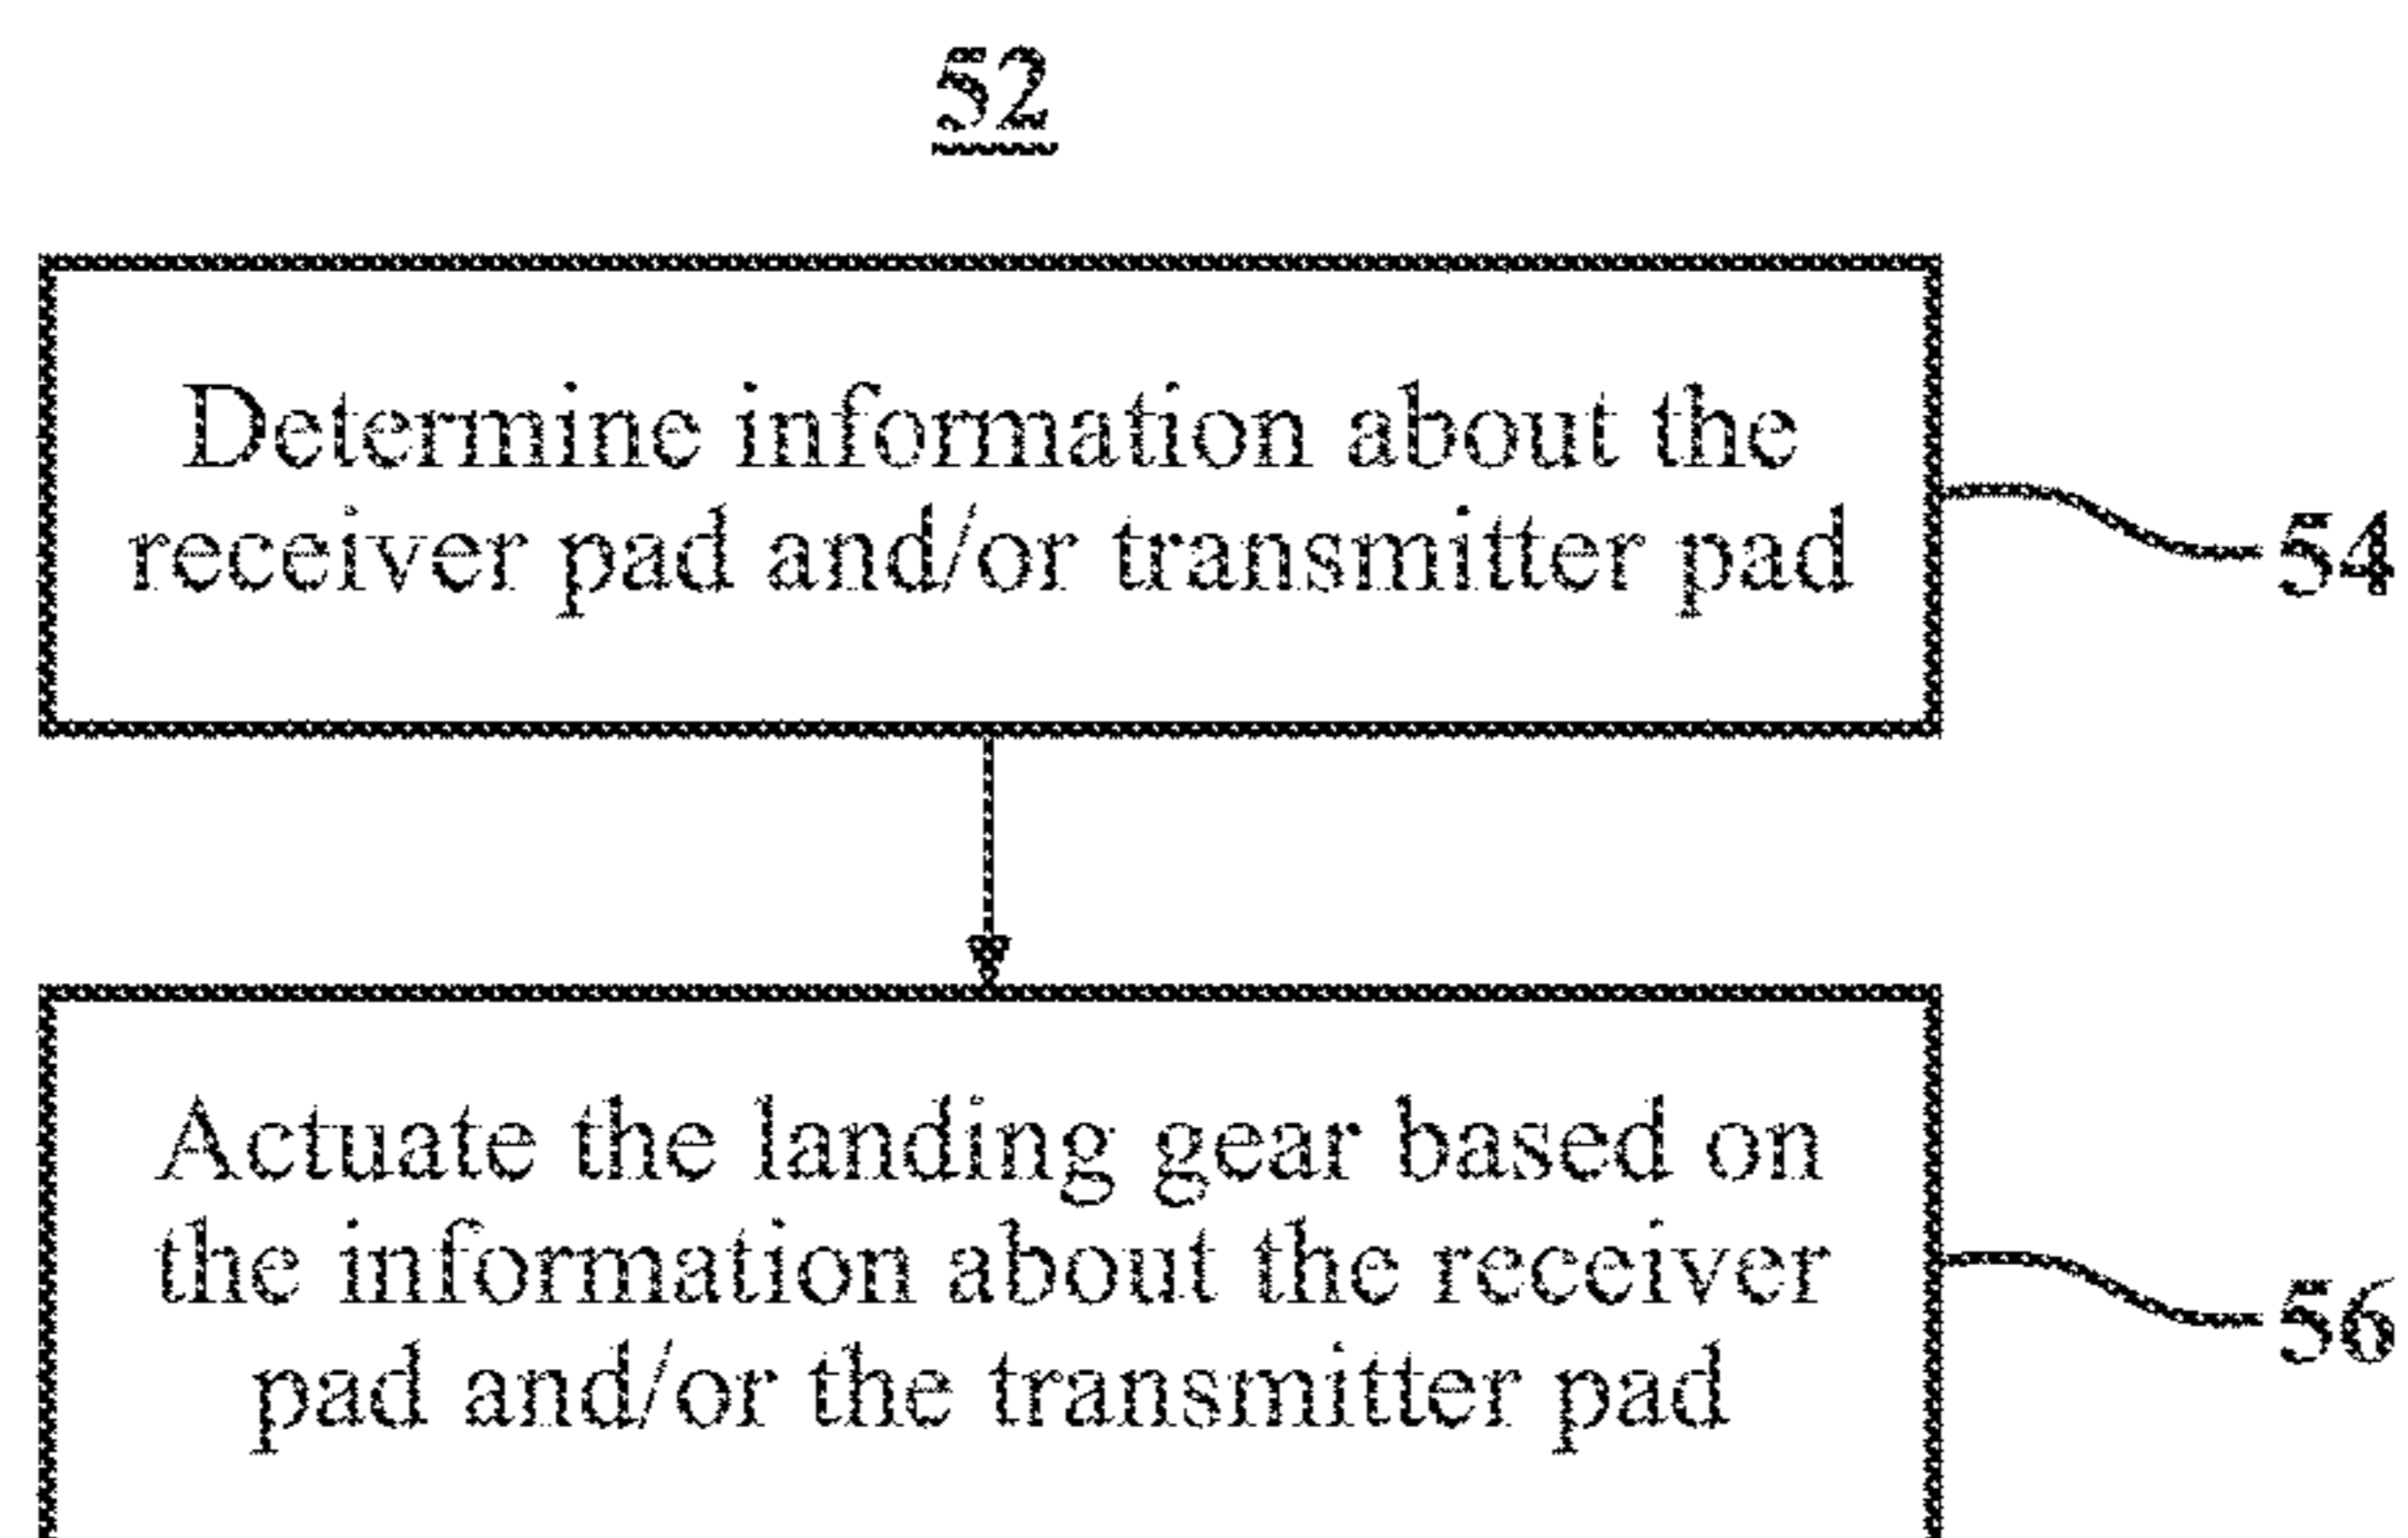 52
Determine information about the
receiver pad and/or transmitter pad
54
Actuate the landing gear based on
the information about the receiver
pad and/or the transmitter pad
56